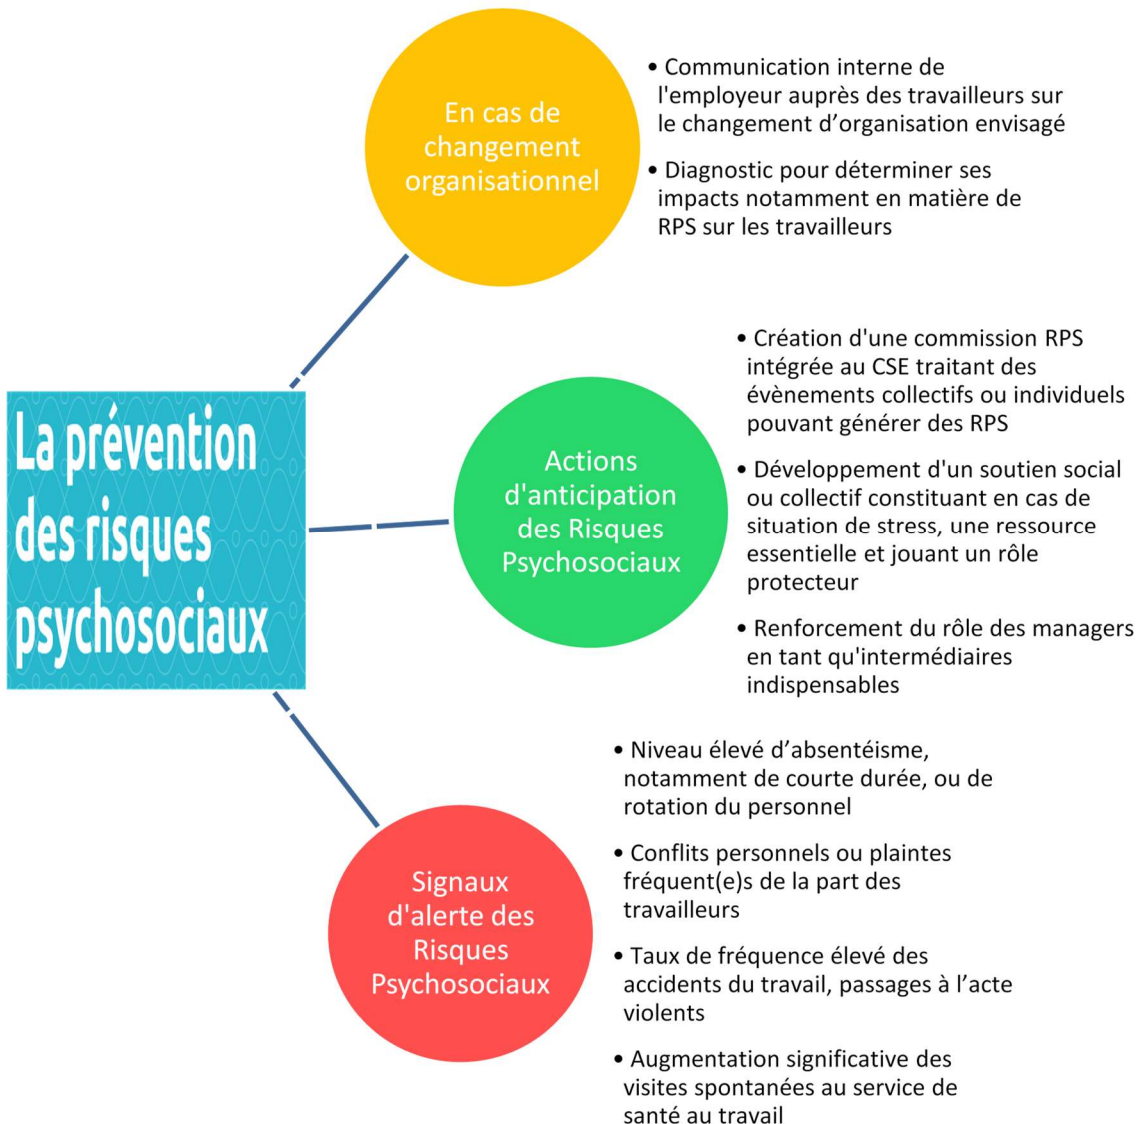 En cas de
changement
organisationnel
• Communication interne de
l'employeur auprès des travailleurs sur
le changement d’organisation envisagé
• Diagnostic pour déterminer ses
impacts notamment en matière de
RPS sur les travailleurs
La prévention
des risques
psychosociaux
Actions
d'anticipation
des Risques
Psychosociaux
• Création d'une commission RPS
intégrée au CSE traitant des
évènements collectifs ou individuels
pouvant générer des RPS
• Développement d'un soutien social
ou collectif constituant en cas de
situation de stress, une ressource
essentielle et jouant un rôle
protecteur
• Renforcement du rôle des managers
en tant qu'intermédiaires
indispensables
Signaux
d'alerte des
Risques
Psychosociaux
• Niveau élevé d’absentéisme,
notamment de courte durée, ou de
rotation du personnel
• Conflits personnels ou plaintes
fréquent(e)s de la part des
travailleurs
• Taux de fréquence élevé des
accidents du travail, passages à l’acte
violents
• Augmentation significative des
visites spontanées au service de
santé au travail